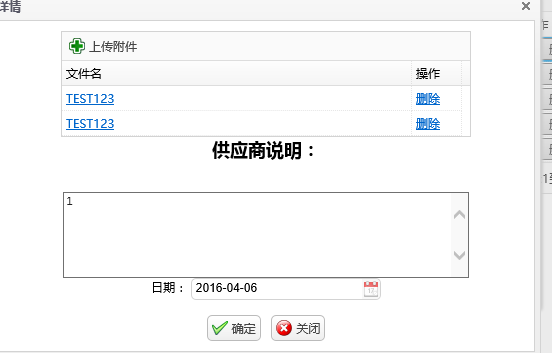 详情
上传附件
文件名 操作
TEST123 删除
TEST123 删除
供应商说明：
1
日期： 2016-04-06
确定 关闭